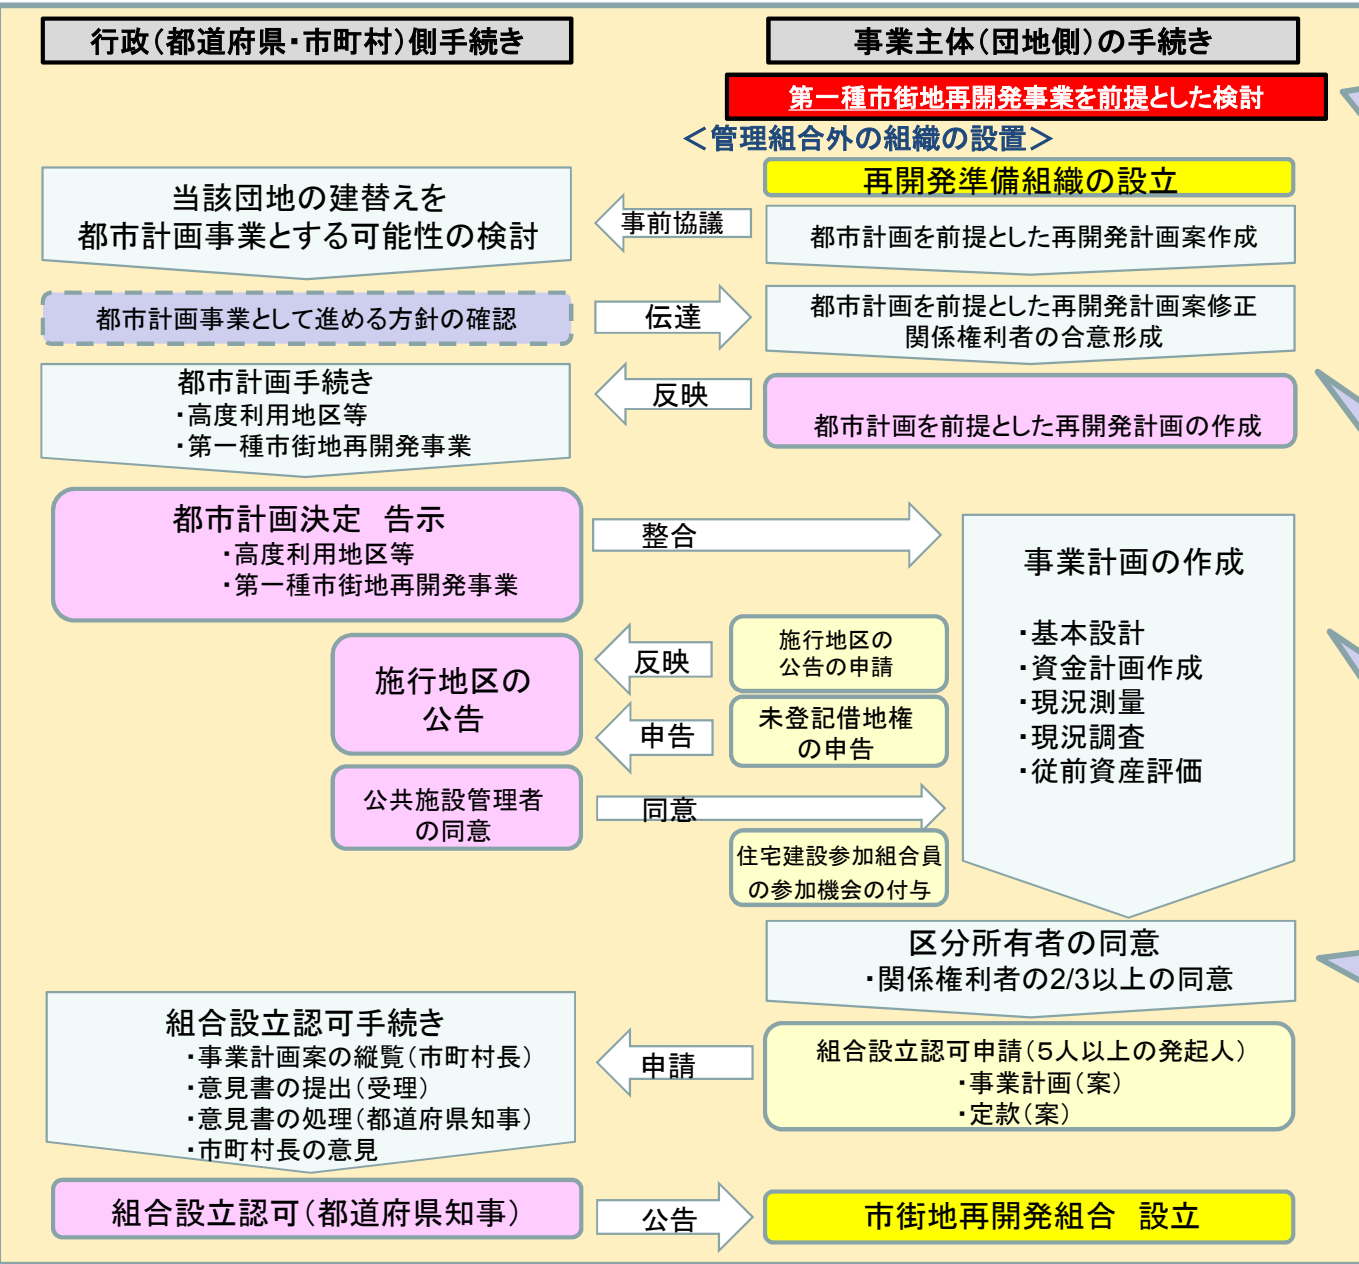 行政(都道府県・市町村)側手続き
事業主体(団地側)の手続き
第一種市街地再開発事業を前提とした検討
＜管理組合外の組織の設置＞
再開発準備組織の設立
当該団地の建替えを
都市計画事業とする可能性の検討
事前協議
都市計画を前提とした再開発計画案作成
都市計画事業として進める方針の確認
伝達
都市計画を前提とした再開発計画案修正
関係権利者の合意形成
都市計画手続き
・高度利用地区等
・第一種市街地再開発事業
反映
都市計画を前提とした再開発計画の作成
都市計画決定　告示
・高度利用地区等
・第一種市街地再開発事業
整合
事業計画の作成
・基本設計
・資金計画作成
・現況測量
・現況調査
・従前資産評価
施行地区の
公告
反映
施行地区の
公告の申請
申告
未登記借地権
の申告
公共施設管理者
の同意
同意
住宅建設参加組合員
の参加機会の付与
区分所有者の同意
・関係権利者の2/3以上の同意
組合設立認可手続き
・事業計画案の縦覧(市町村長)
・意見書の提出(受理)
・意見書の処理(都道府県知事)
・市町村長の意見
申請
組合設立認可申請(５人以上の発起人)
・事業計画(案)
・定款(案)
組合設立認可(都道府県知事)
公告
市街地再開発組合　設立